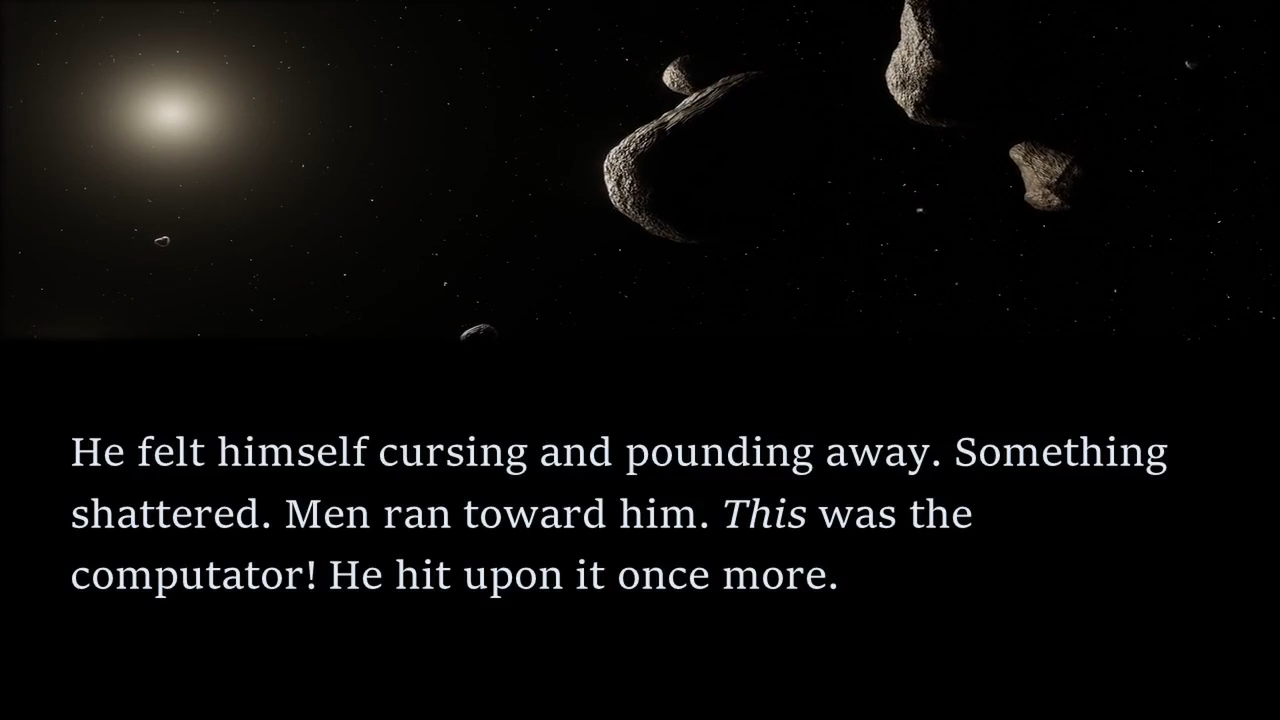 He felt himself cursing and pounding away. Something
shattered. Men ran toward him. This was the
computator! He hit upon it once more.